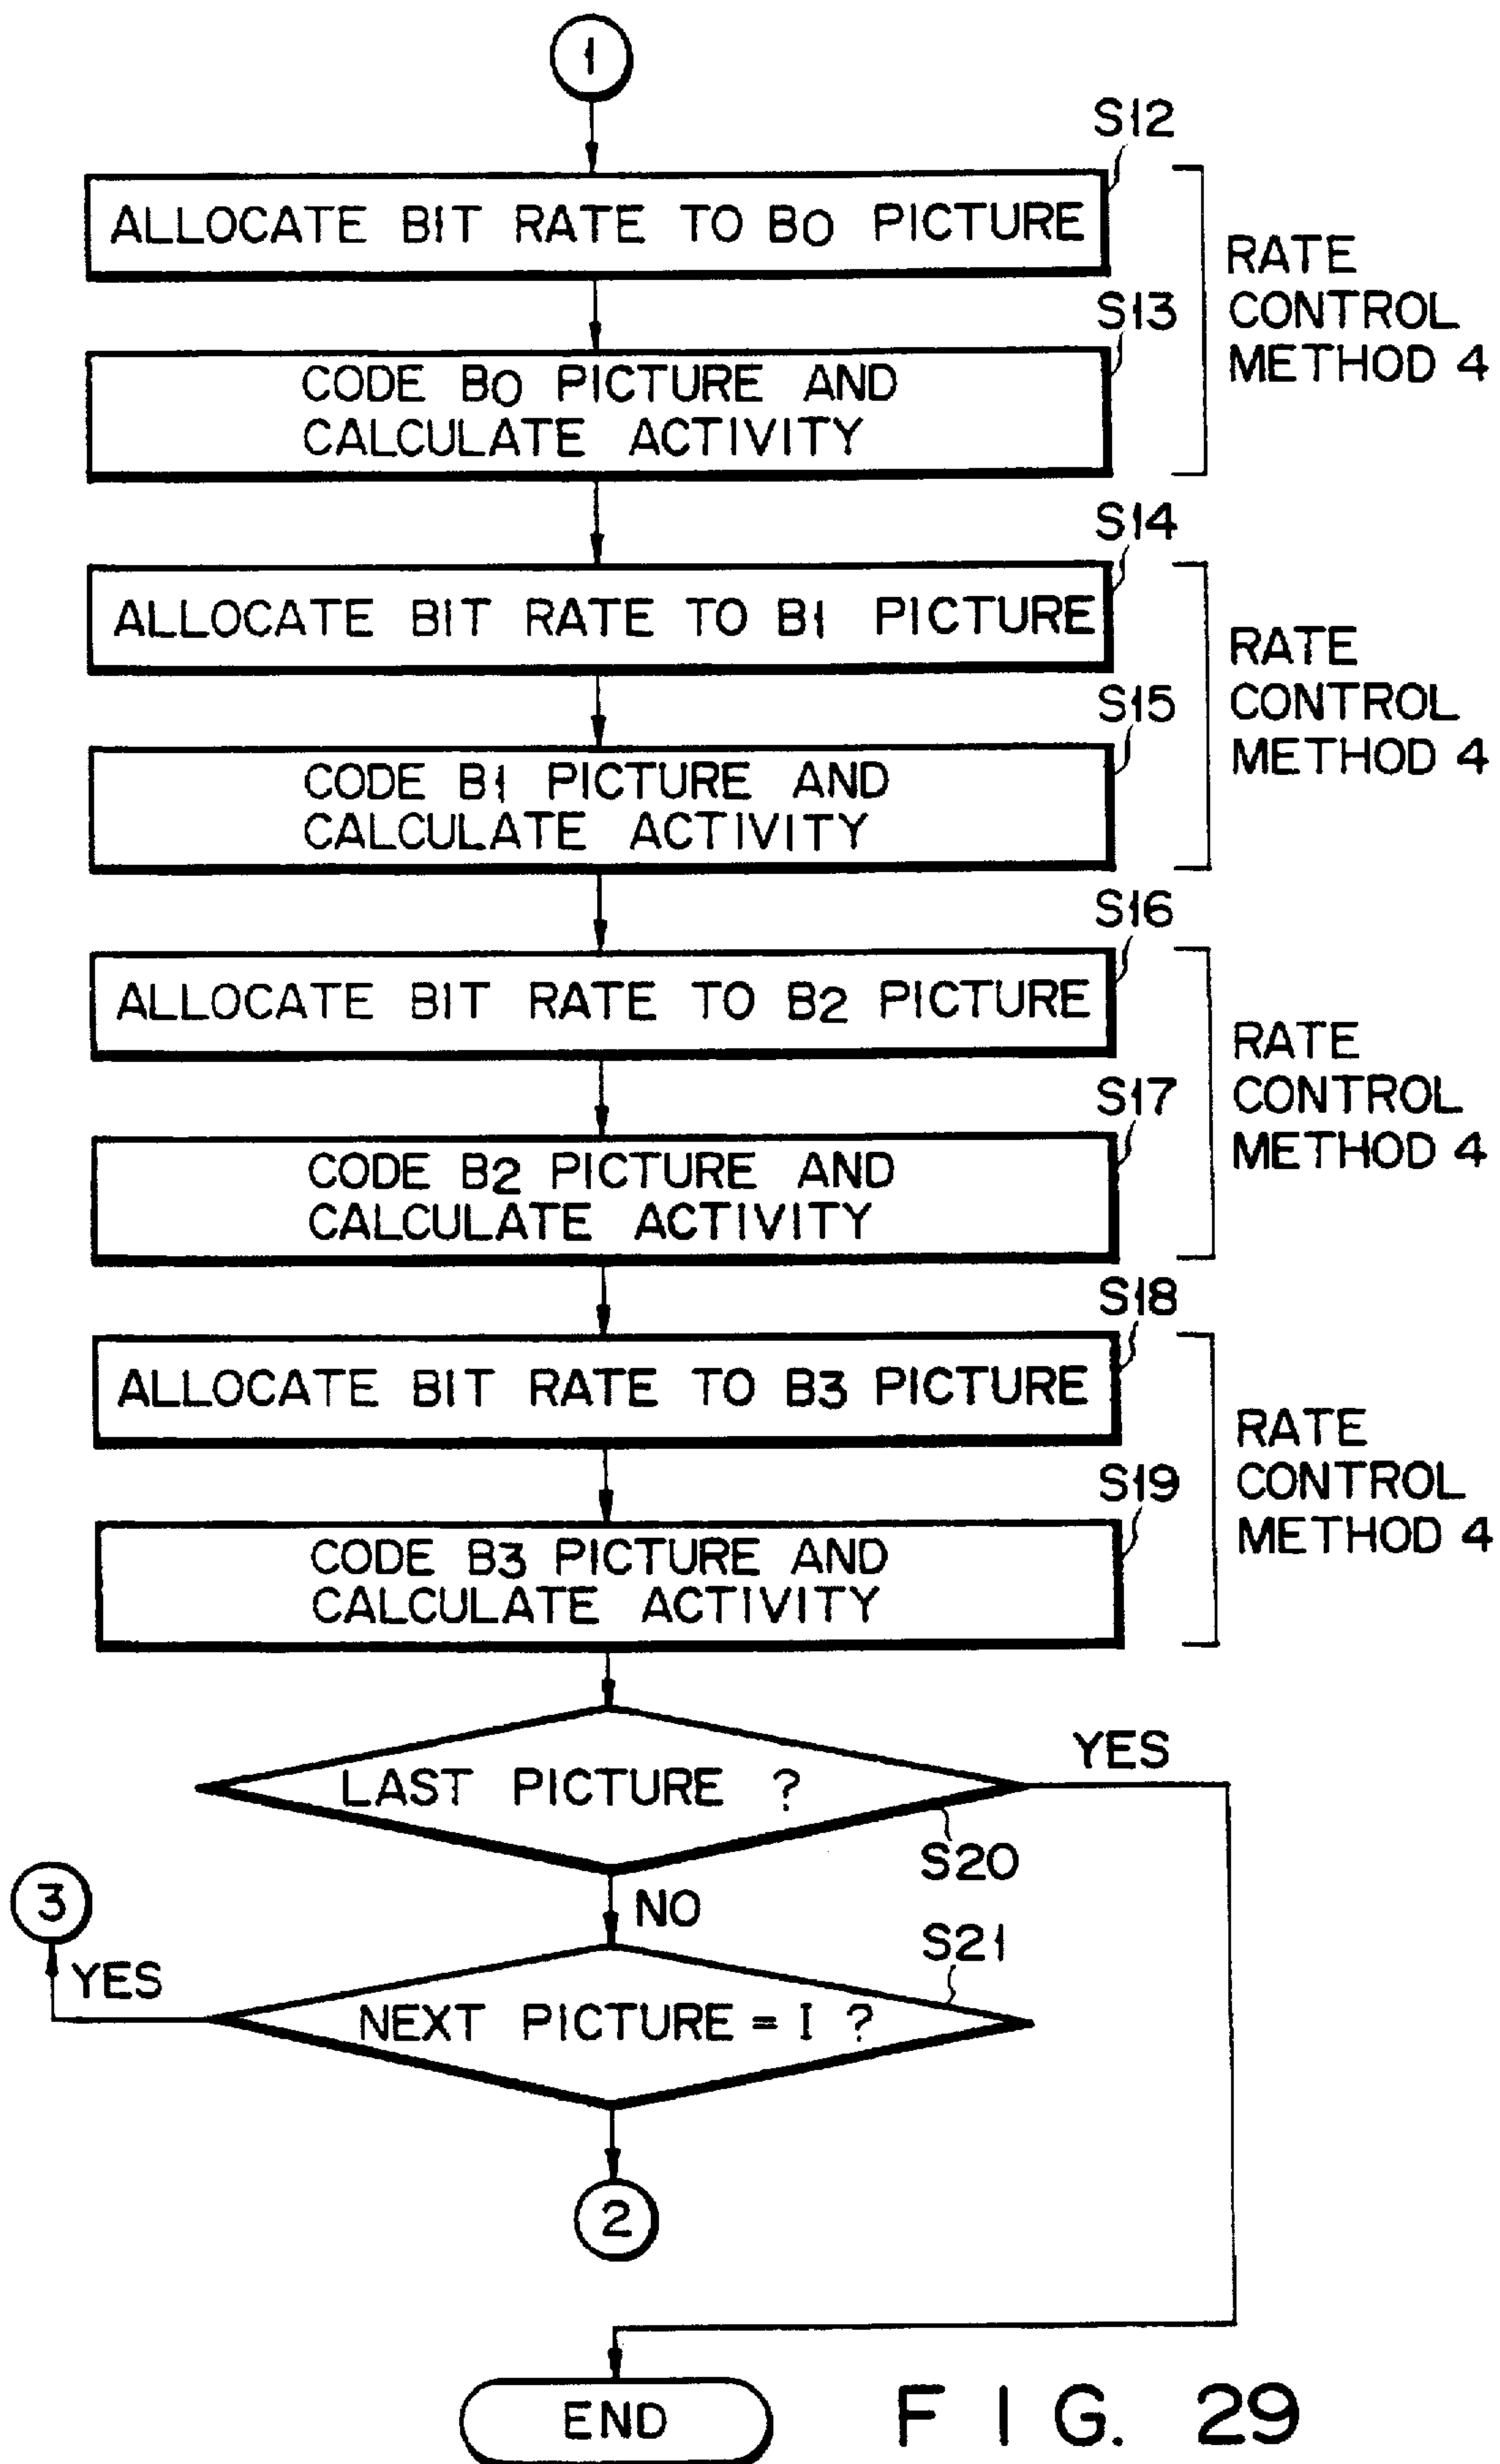 1
S12
ALLOCATE BIT RATE TO B0 PICTURE
RATE
CONTROL
METHOD 4
S13
CODE B0 PICTURE AND
CALCULATE ACTIVITY
S14
ALLOCATE BIT RATE TO B1 PICTURE
RATE
CONTROL
METHOD 4
S15
CODE B1 PICTURE AND
CALCULATE ACTIVITY
S16
ALLOCATE BIT RATE TO B2 PICTURE
RATE
CONTROL
METHOD 4
S17
CODE B2 PICTURE AND
CALCULATE ACTIVITY
S18
ALLOCATE BIT RATE TO B3 PICTURE
RATE
CONTROL
METHOD 4
S19
CODE B3 PICTURE AND
CALCULATE ACTIVITY
LAST PICTURE ?
YES
S20
NO
3
YES
S21
NEXT PICTURE = I ?
2
END
FIG. 29